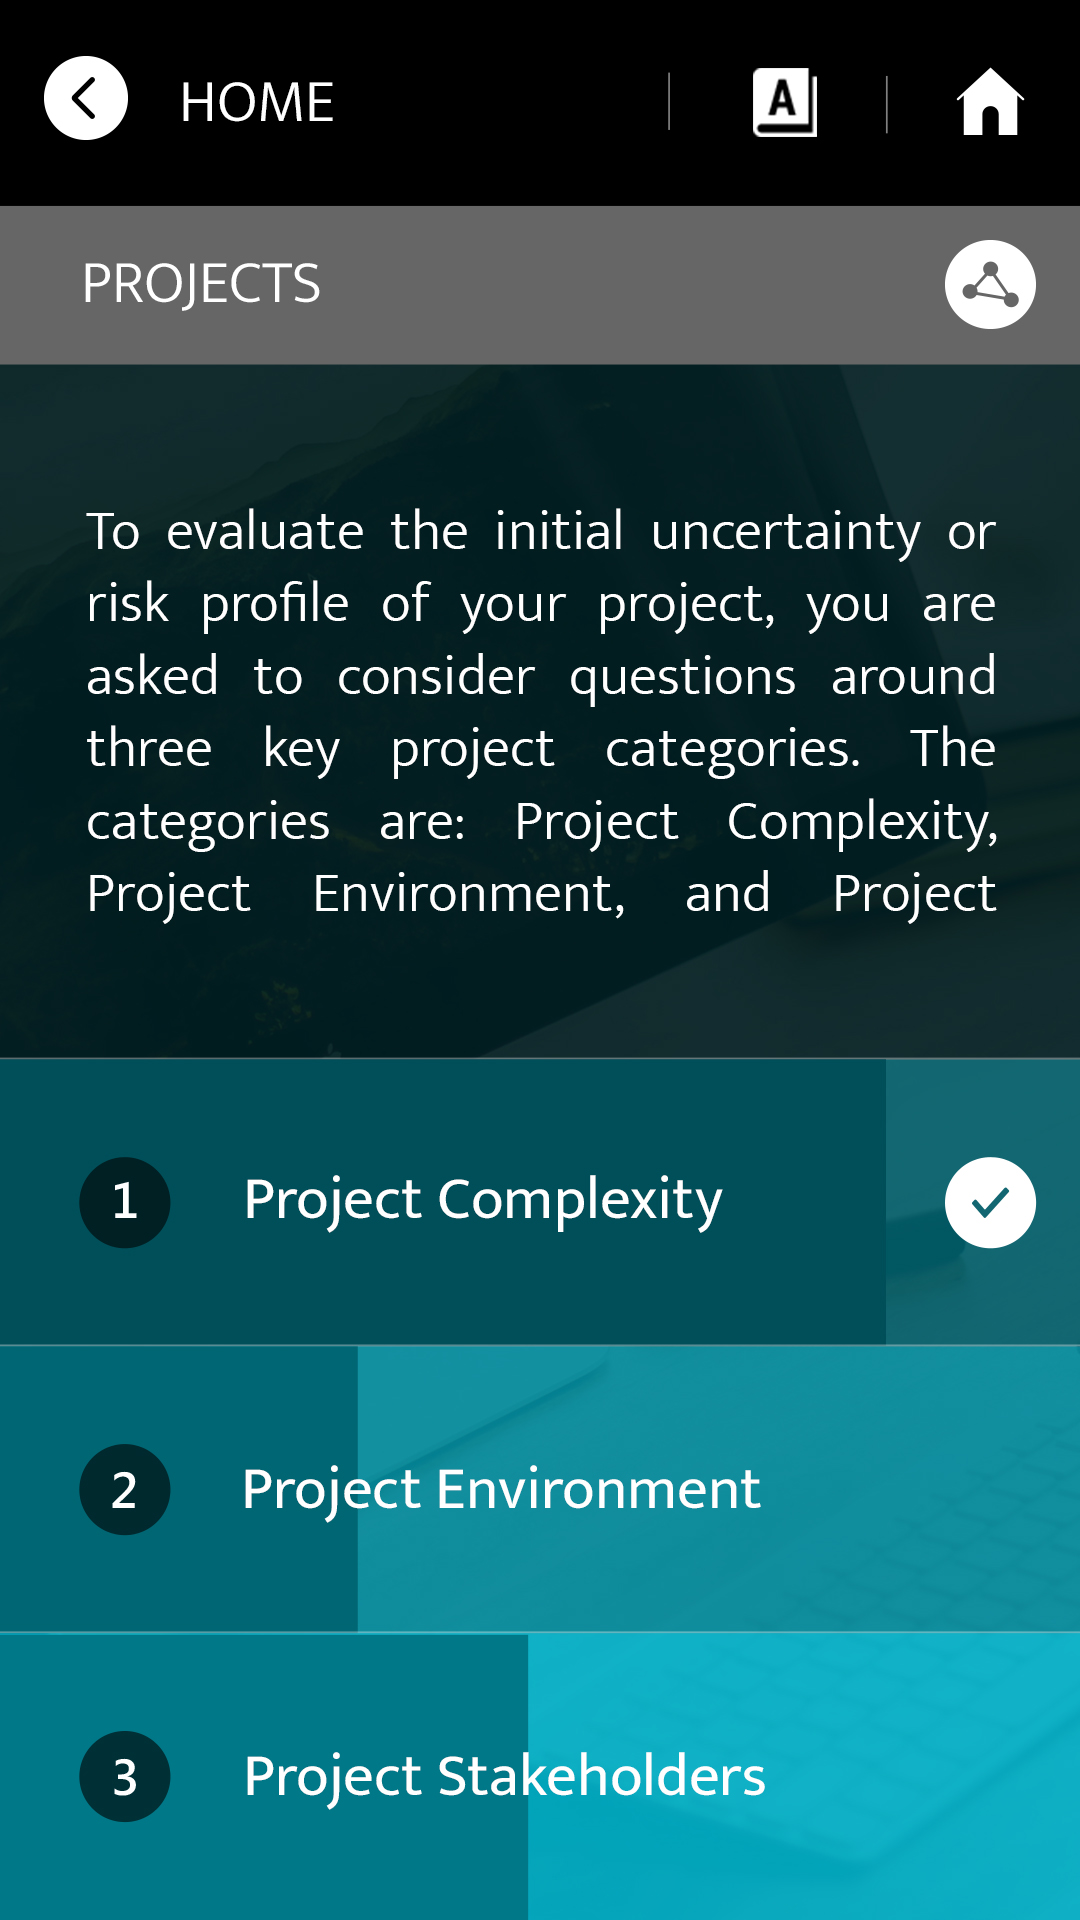 HOME
A
PROJECTS
To evaluate the initial uncertainty or
risk profile of your project, you are
asked to consider questions around
three key project categories. The
categories are: Project Complexity,
Project Environment, and Project
1 Project Complexity
2 Project Environment
3 Project Stakeholders